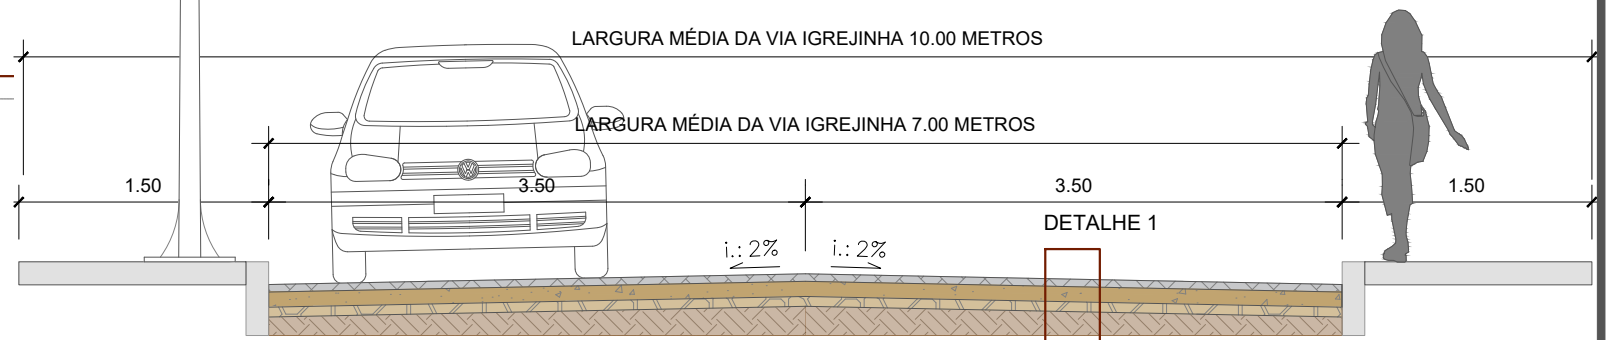 LARGURA MÉDIA DA VIA IGREJINHA 10.00 METROS
LARGURA MÉDIA DA VIA IGREJINHA 7.00 METROS
1.50
3.50
3.50
1.50
DETALHE 1
i.: 2%
i.: 2%